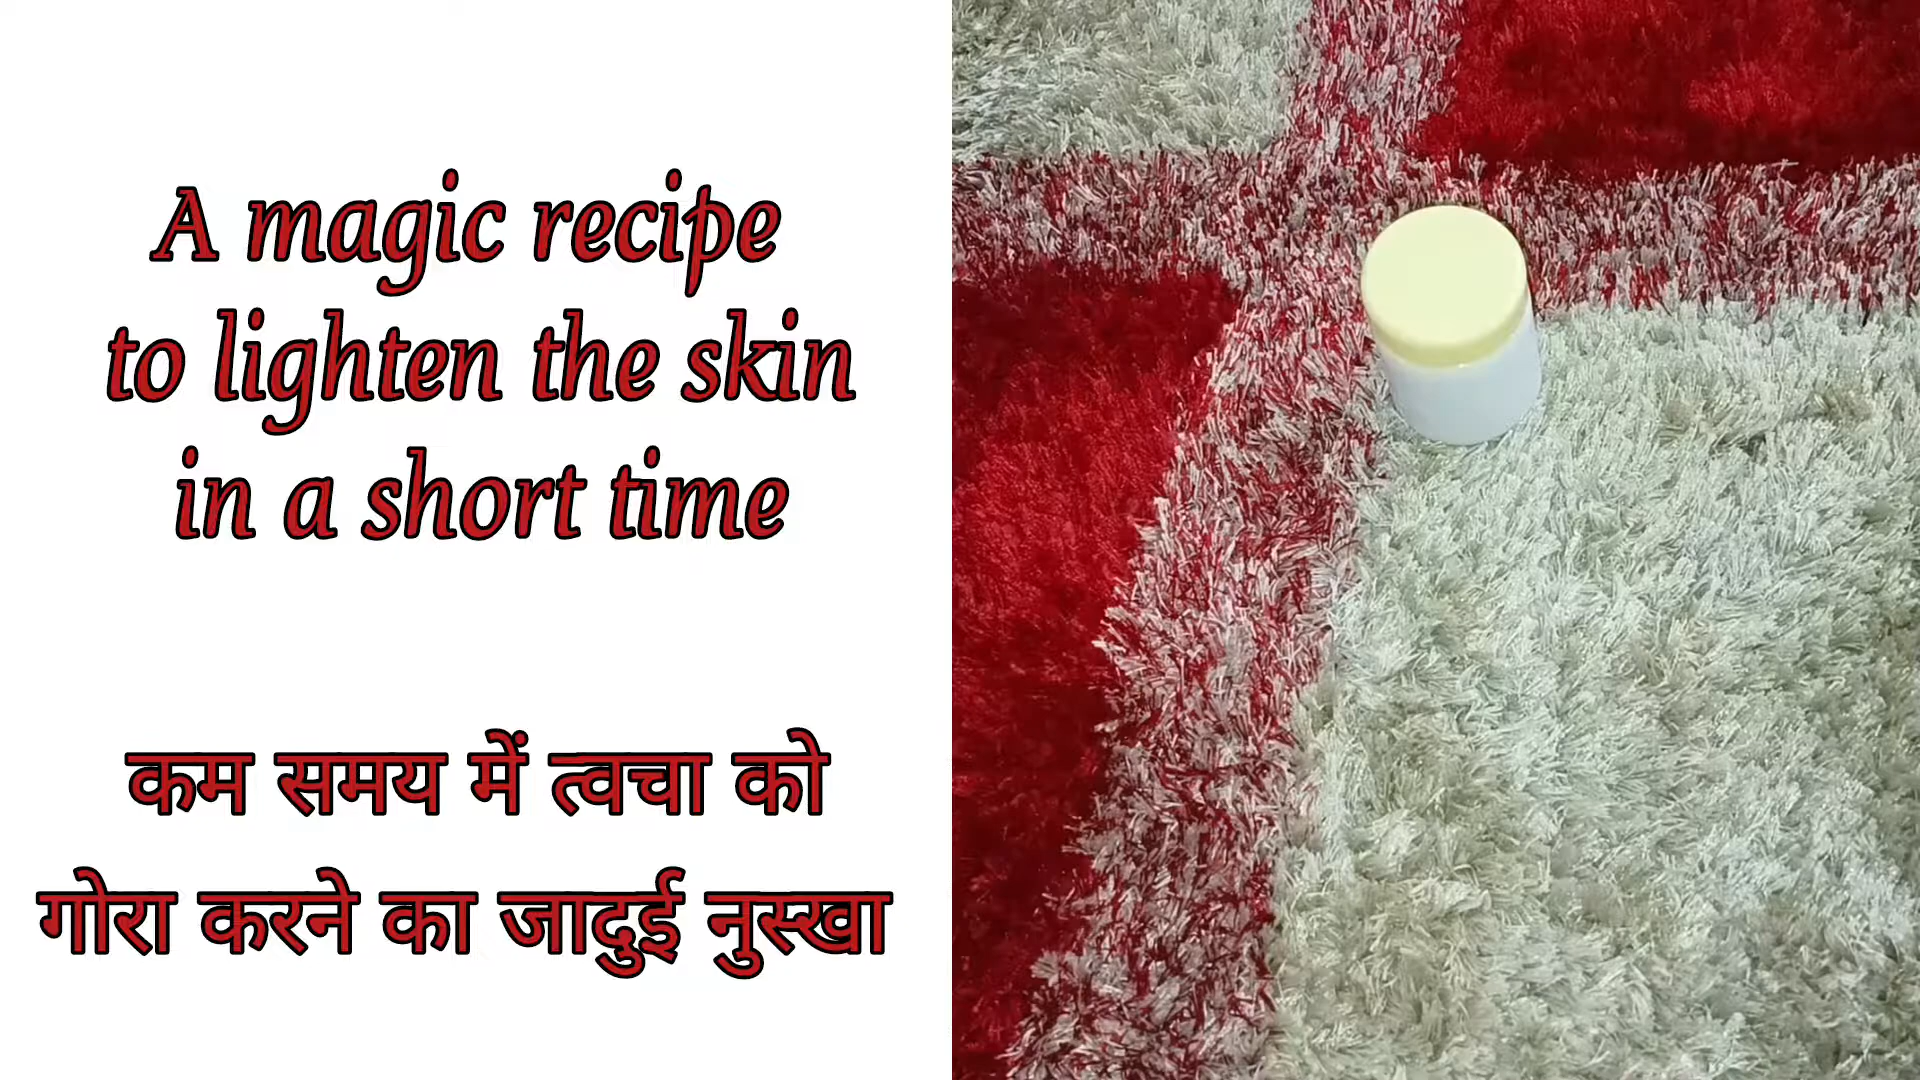 A magic recipe
to lighten the skin
in a short time
कम समय में त्वचा को
गोरा करने का जादुई नुस्खा